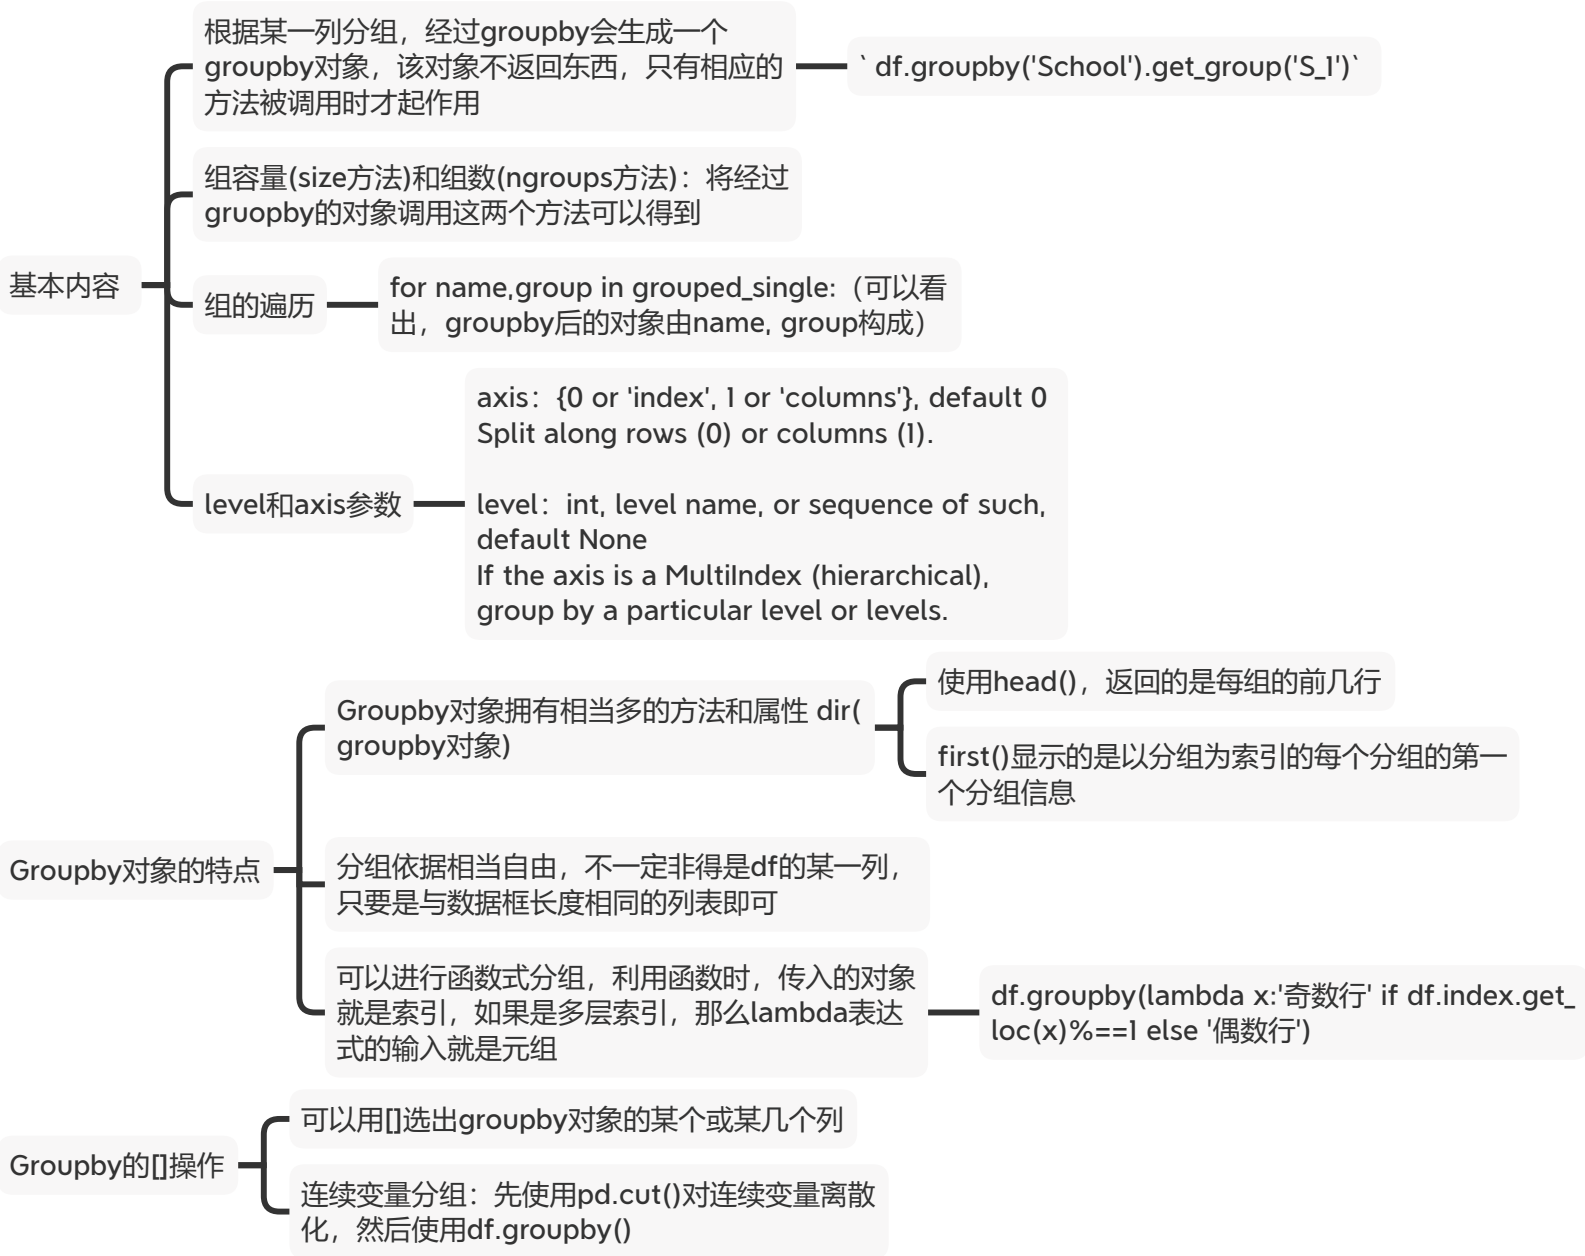 根据某一列分组，经过groupby会生成一个
groupby对象，该对象不返回东西，只有相应的
方法被调用时才起作用
` df.groupby('School').get_group('S_1')`
组容量(size方法)和组数(ngroups方法)：将经过
gruopby的对象调用这两个方法可以得到
基本内容
组的遍历
for name,group in grouped_single:（可以看
出，groupby后的对象由name, group构成）
level和axis参数
axis：{0 or 'index', 1 or 'columns'}, default 0
Split along rows (0) or columns (1).
level：int, level name, or sequence of such,
default None
If the axis is a MultiIndex (hierarchical),
group by a particular level or levels.
Groupby对象的特点
Groupby对象拥有相当多的方法和属性 dir(
groupby对象)
使用head()，返回的是每组的前几行
first()显示的是以分组为索引的每个分组的第一
个分组信息
分组依据相当自由，不一定非得是df的某一列，
只要是与数据框长度相同的列表即可
可以进行函数式分组，利用函数时，传入的对象
就是索引，如果是多层索引，那么lambda表达
式的输入就是元组
df.groupby(lambda x:'奇数行' if df.index.get_
loc(x)%==1 else '偶数行')
Groupby的[]操作
可以用[]选出groupby对象的某个或某几个列
连续变量分组：先使用pd.cut()对连续变量离散
化，然后使用df.groupby()